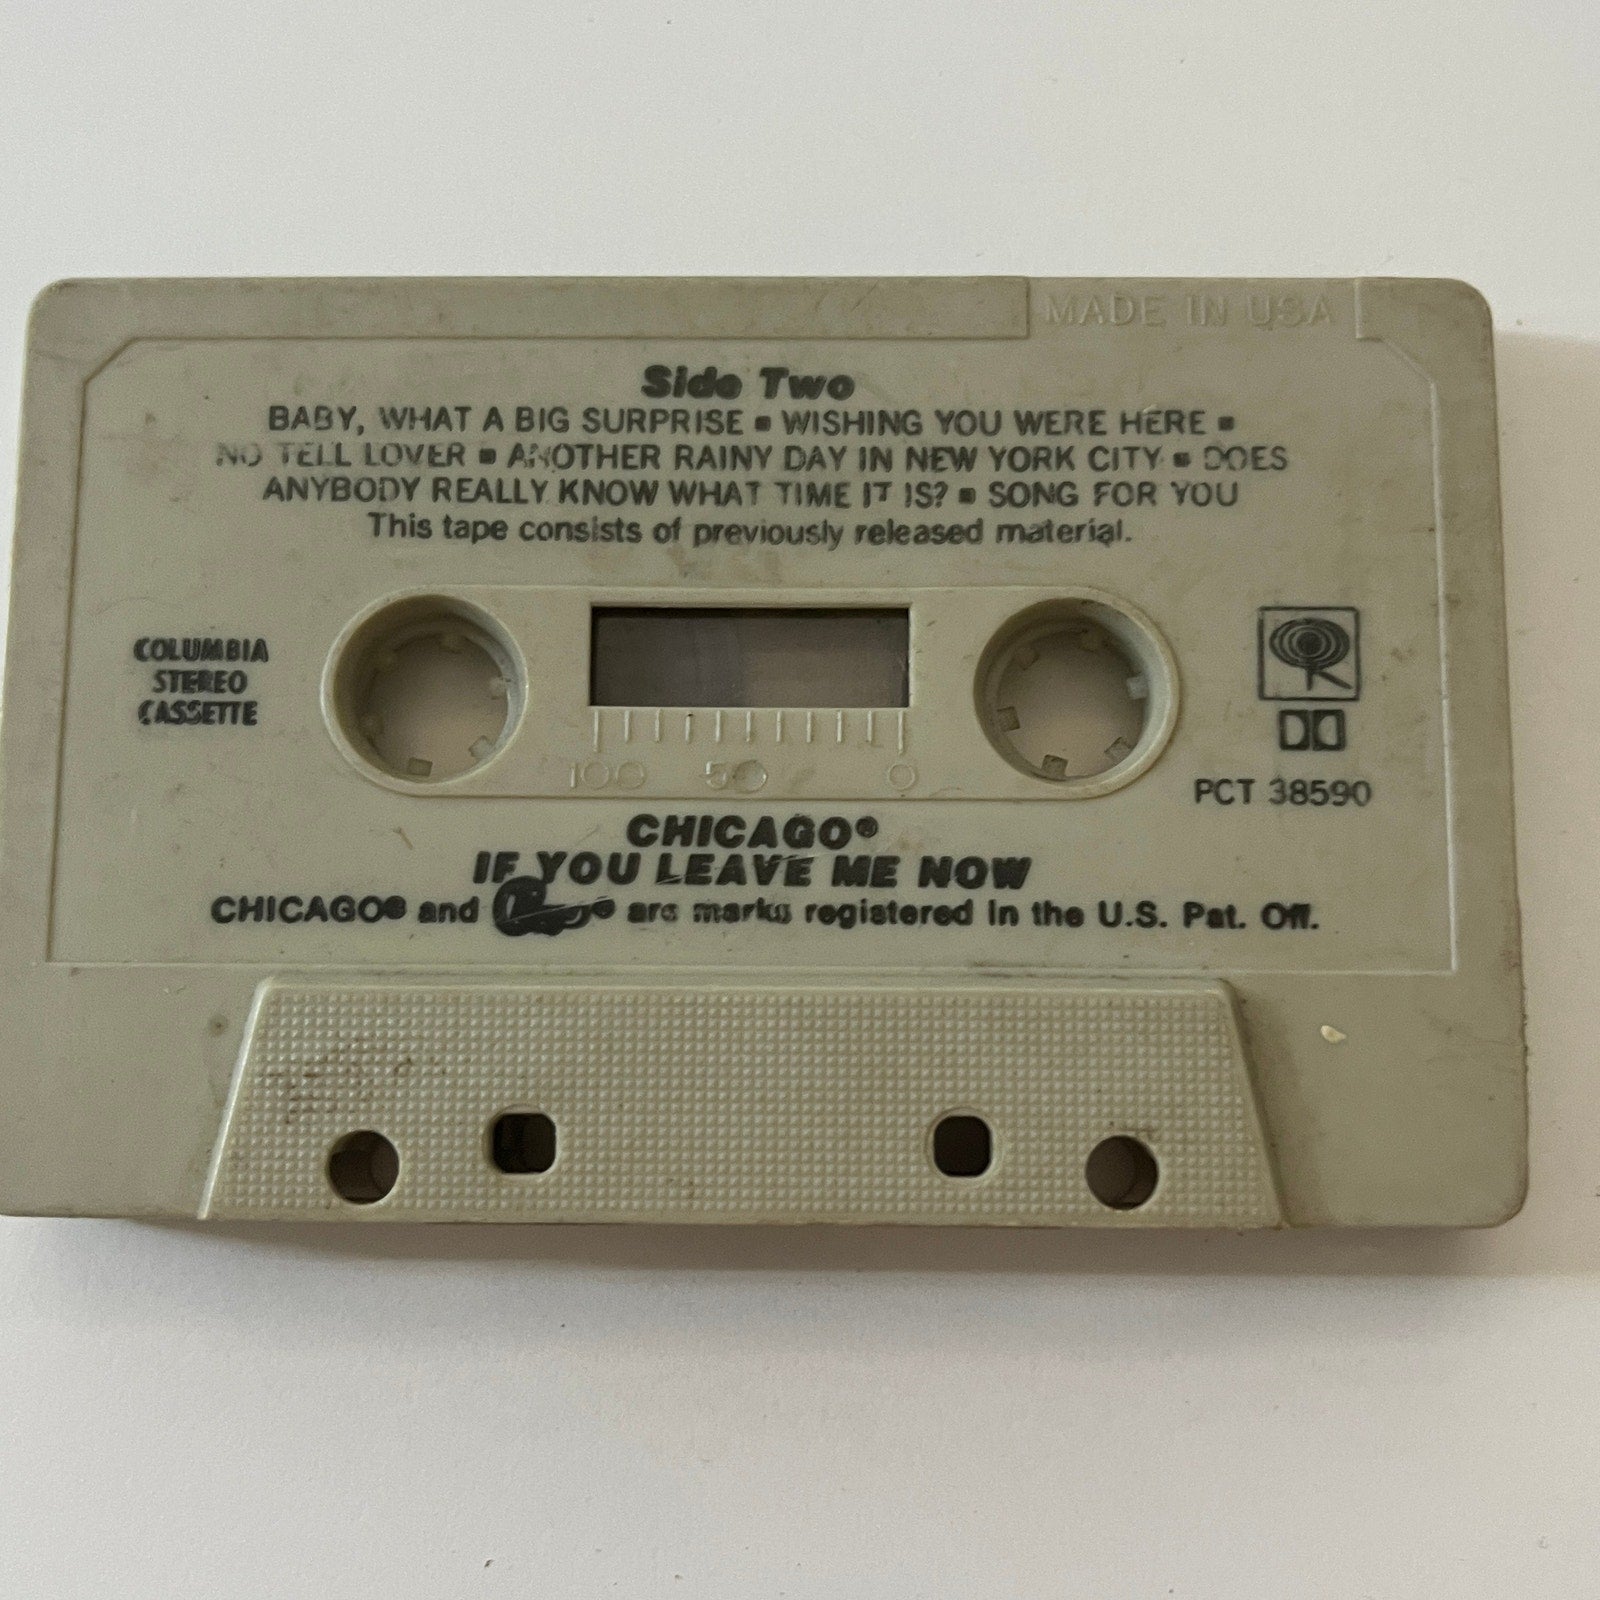 MADE IN USA
Side Two
BABY, WHAT A BIG SURPRISE ▪ WISHING YOU WERE HERE ▪
NO TELL LOVER ▪ ANOTHER RAINY DAY IN NEW YORK CITY ▪ DOES
ANYBODY REALLY KNOW WHAT TIME IT IS? ▪ SONG FOR YOU
This tape consists of previously released material.
COLUMBIA
STEREO
CASSETTE
100 50 0
PCT 38590
CHICAGO®
IF YOU LEAVE ME NOW
CHICAGO® and ® are marks registered in the U.S. Pat. Off.